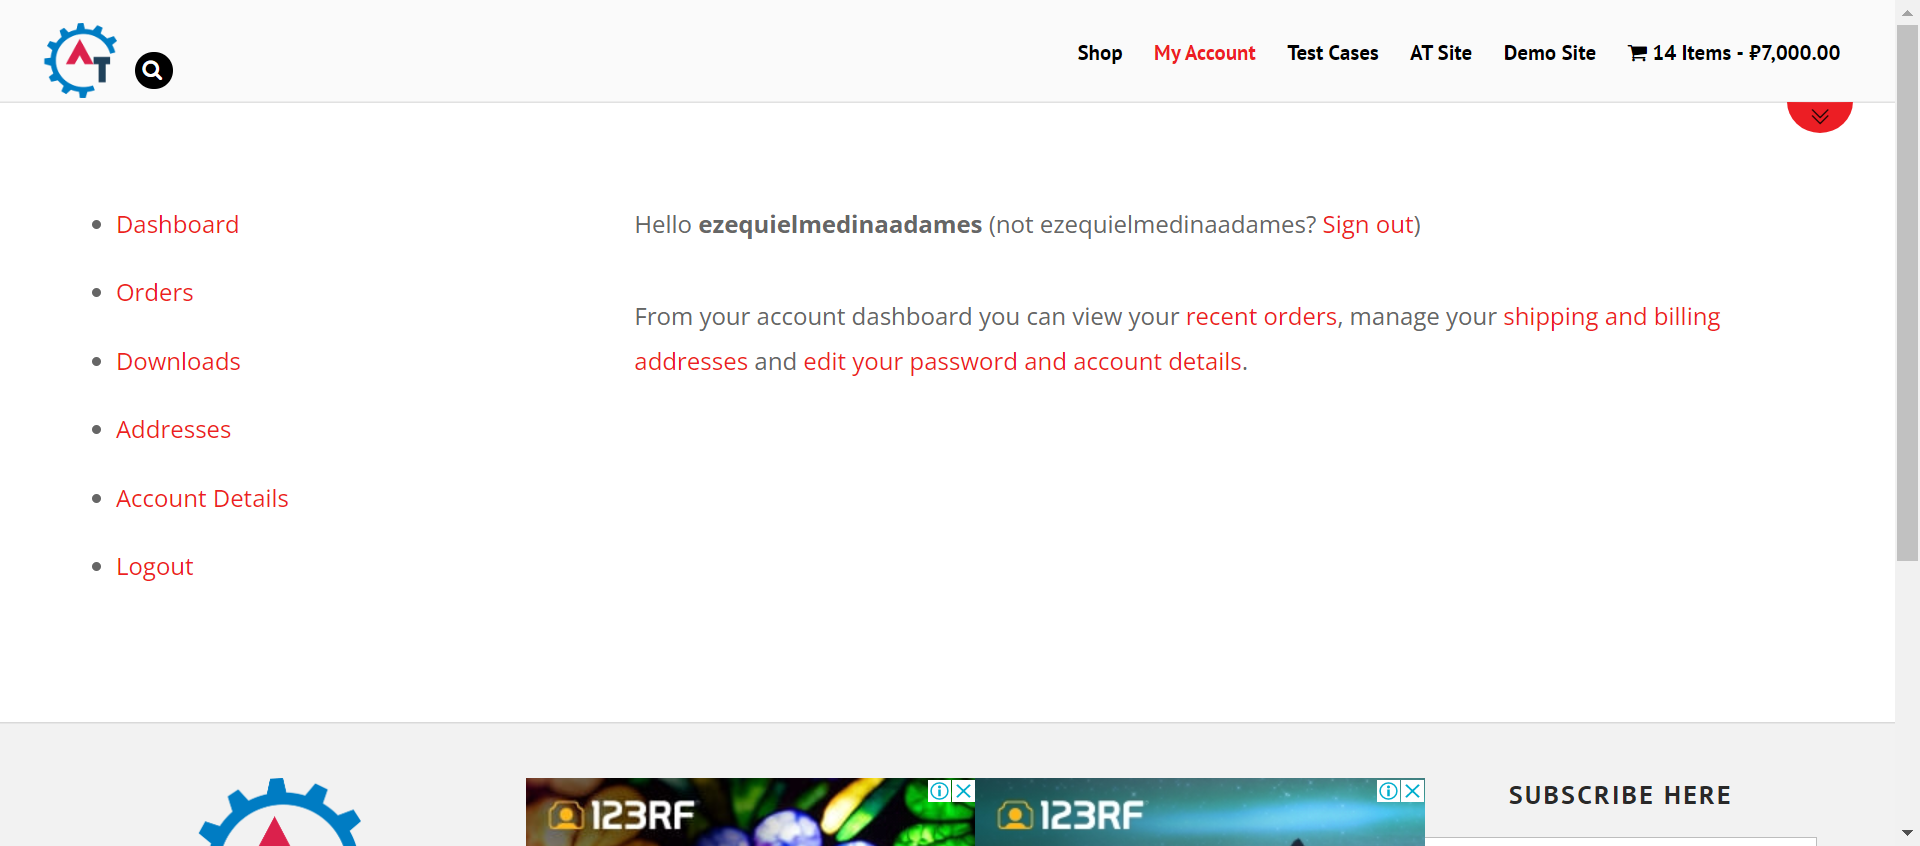 AT
Shop
My Account
Test Cases
AT Site
Demo Site
14 Items - ₽7,000.00
Dashboard
Orders
Downloads
Addresses
Account Details
Logout
Hello ezequielmedinaadames (not ezequielmedinaadames? Sign out)
From your account dashboard you can view your recent orders, manage your shipping and billing
addresses and edit your password and account details.
123RF
123RF
SUBSCRIBE HERE